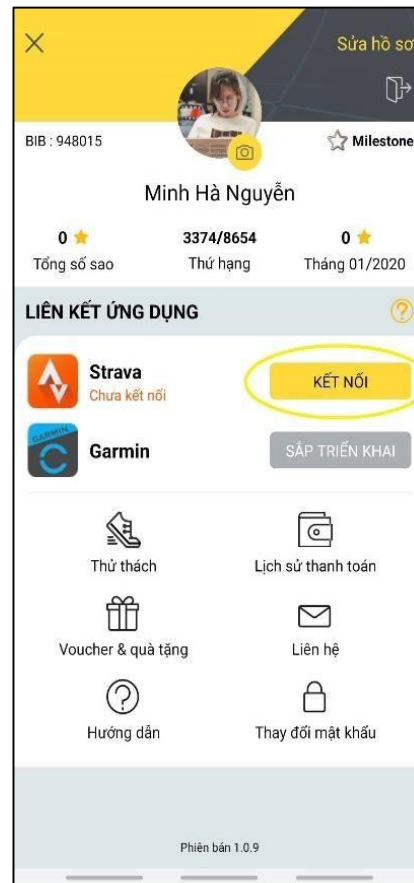 Sửa hồ sơ
BIB : 948015
Milestone
Minh Hà Nguyễn
0 3374/8654 0
Tổng số sao Thứ hạng Tháng 01/2020
LIÊN KẾT ỨNG DỤNG
Strava
Chưa kết nối
KẾT NỐI
GARMIN
Garmin
SẮP TRIỂN KHAI
Thử thách Lịch sử thanh toán
Voucher & quà tặng Liên hệ
Hướng dẫn Thay đổi mật khẩu
Phiên bản 1.0.9